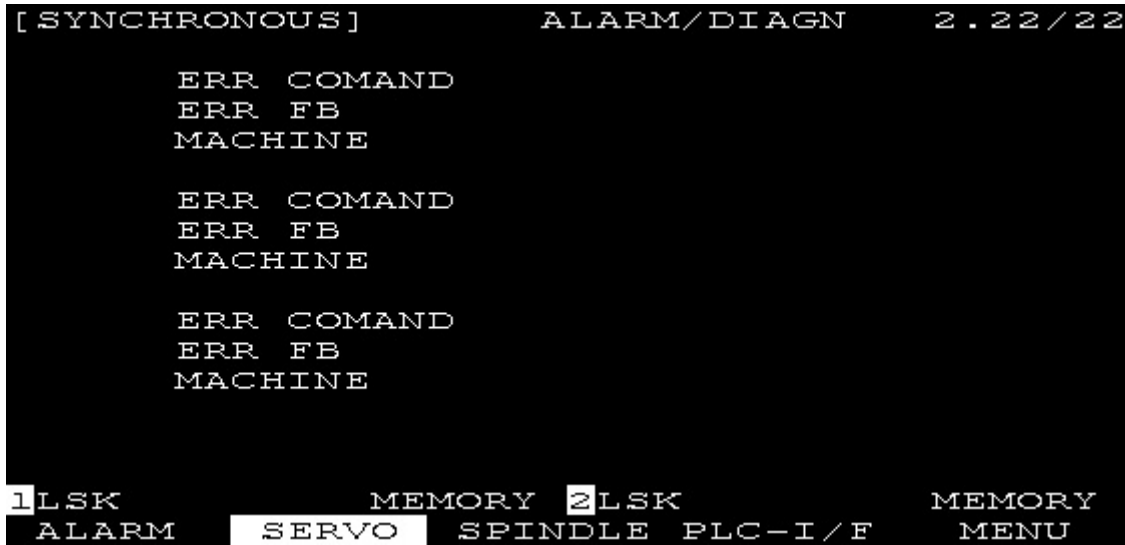 [SYNCHRONOUS] ALARM/DIAGN 2.22/22
ERR COMAND
ERR FB
MACHINE
ERR COMAND
ERR FB
MACHINE
ERR COMAND
ERR FB
MACHINE
1LSK MEMORY 2LSK MEMORY
ALARM SERVO SPINDLE PLC-I/F MENU